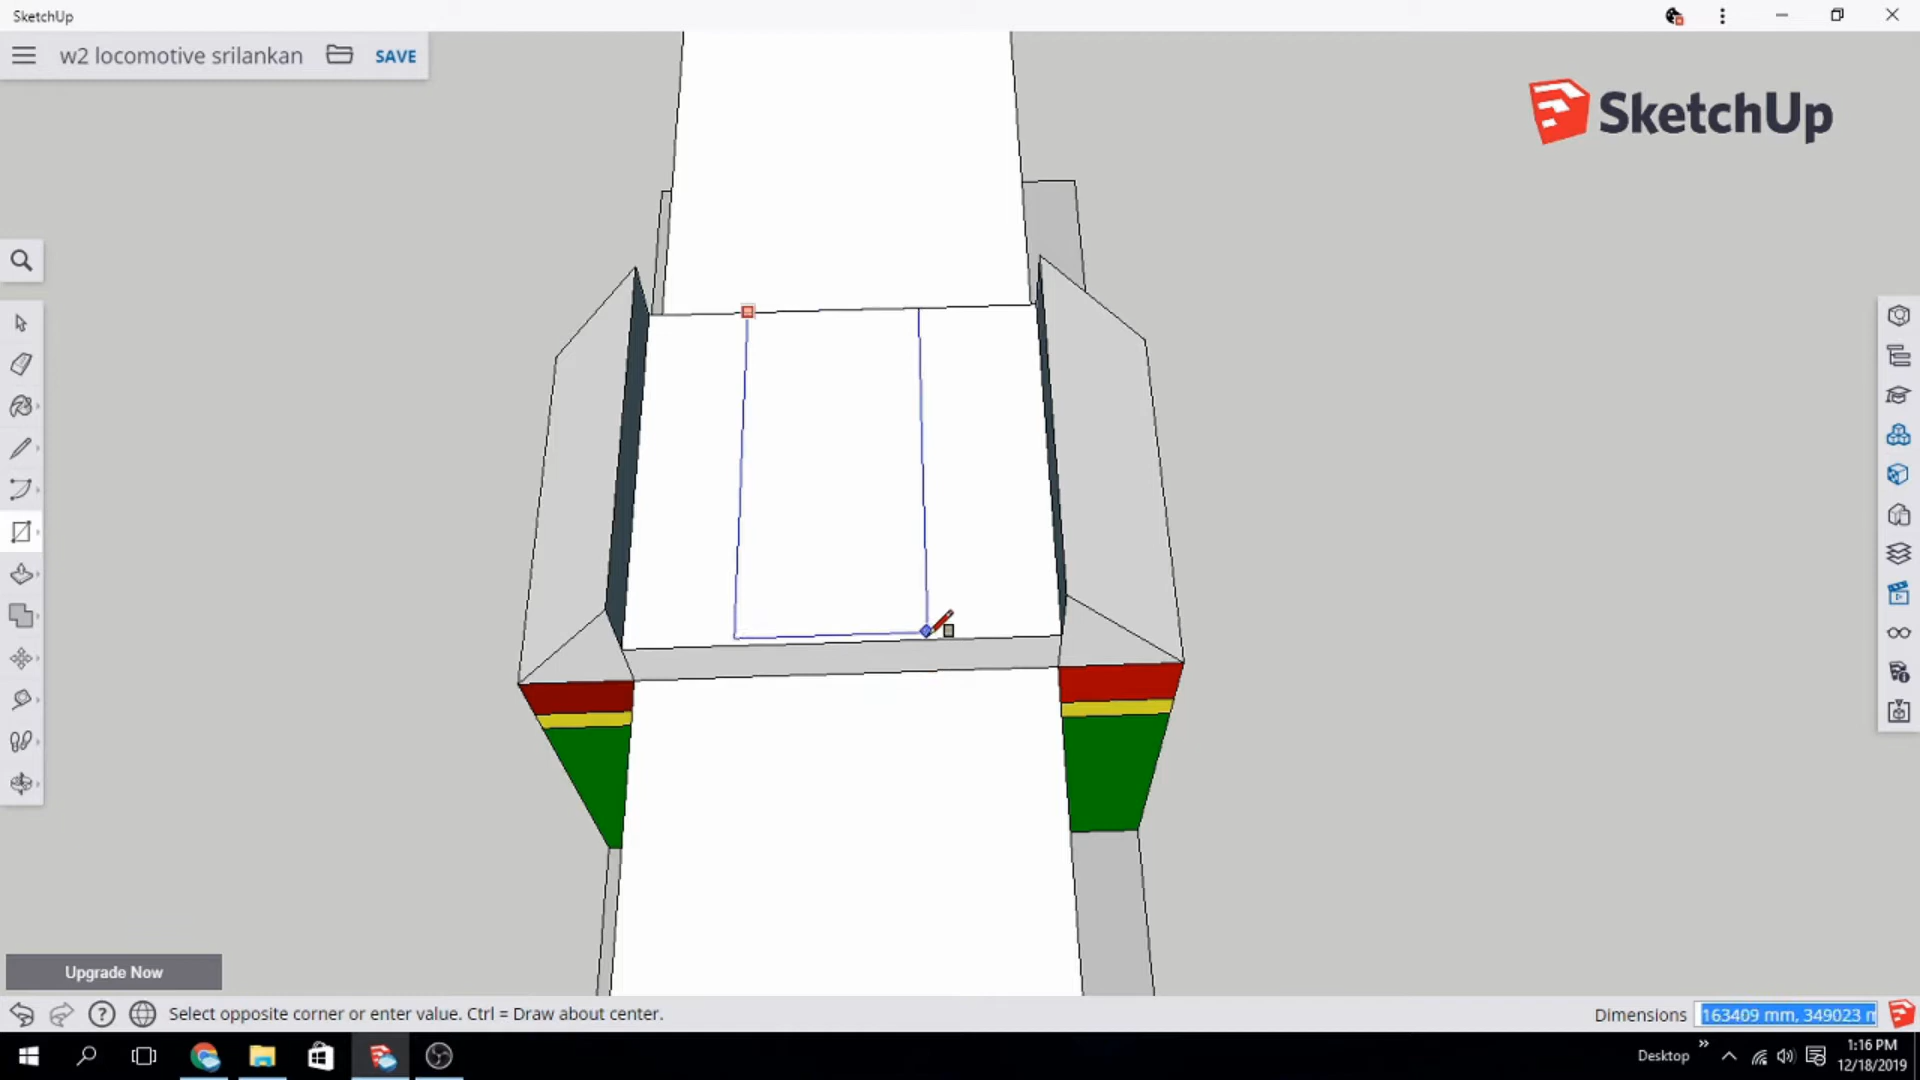 SketchUp
w2 locomotive srilankan
SAVE
SketchUp
Upgrade Now
Select opposite corner or enter value. Ctrl = Draw about center.
Dimensions
163409 mm, 349023 m
Desktop
1:16 PM
12/18/2019